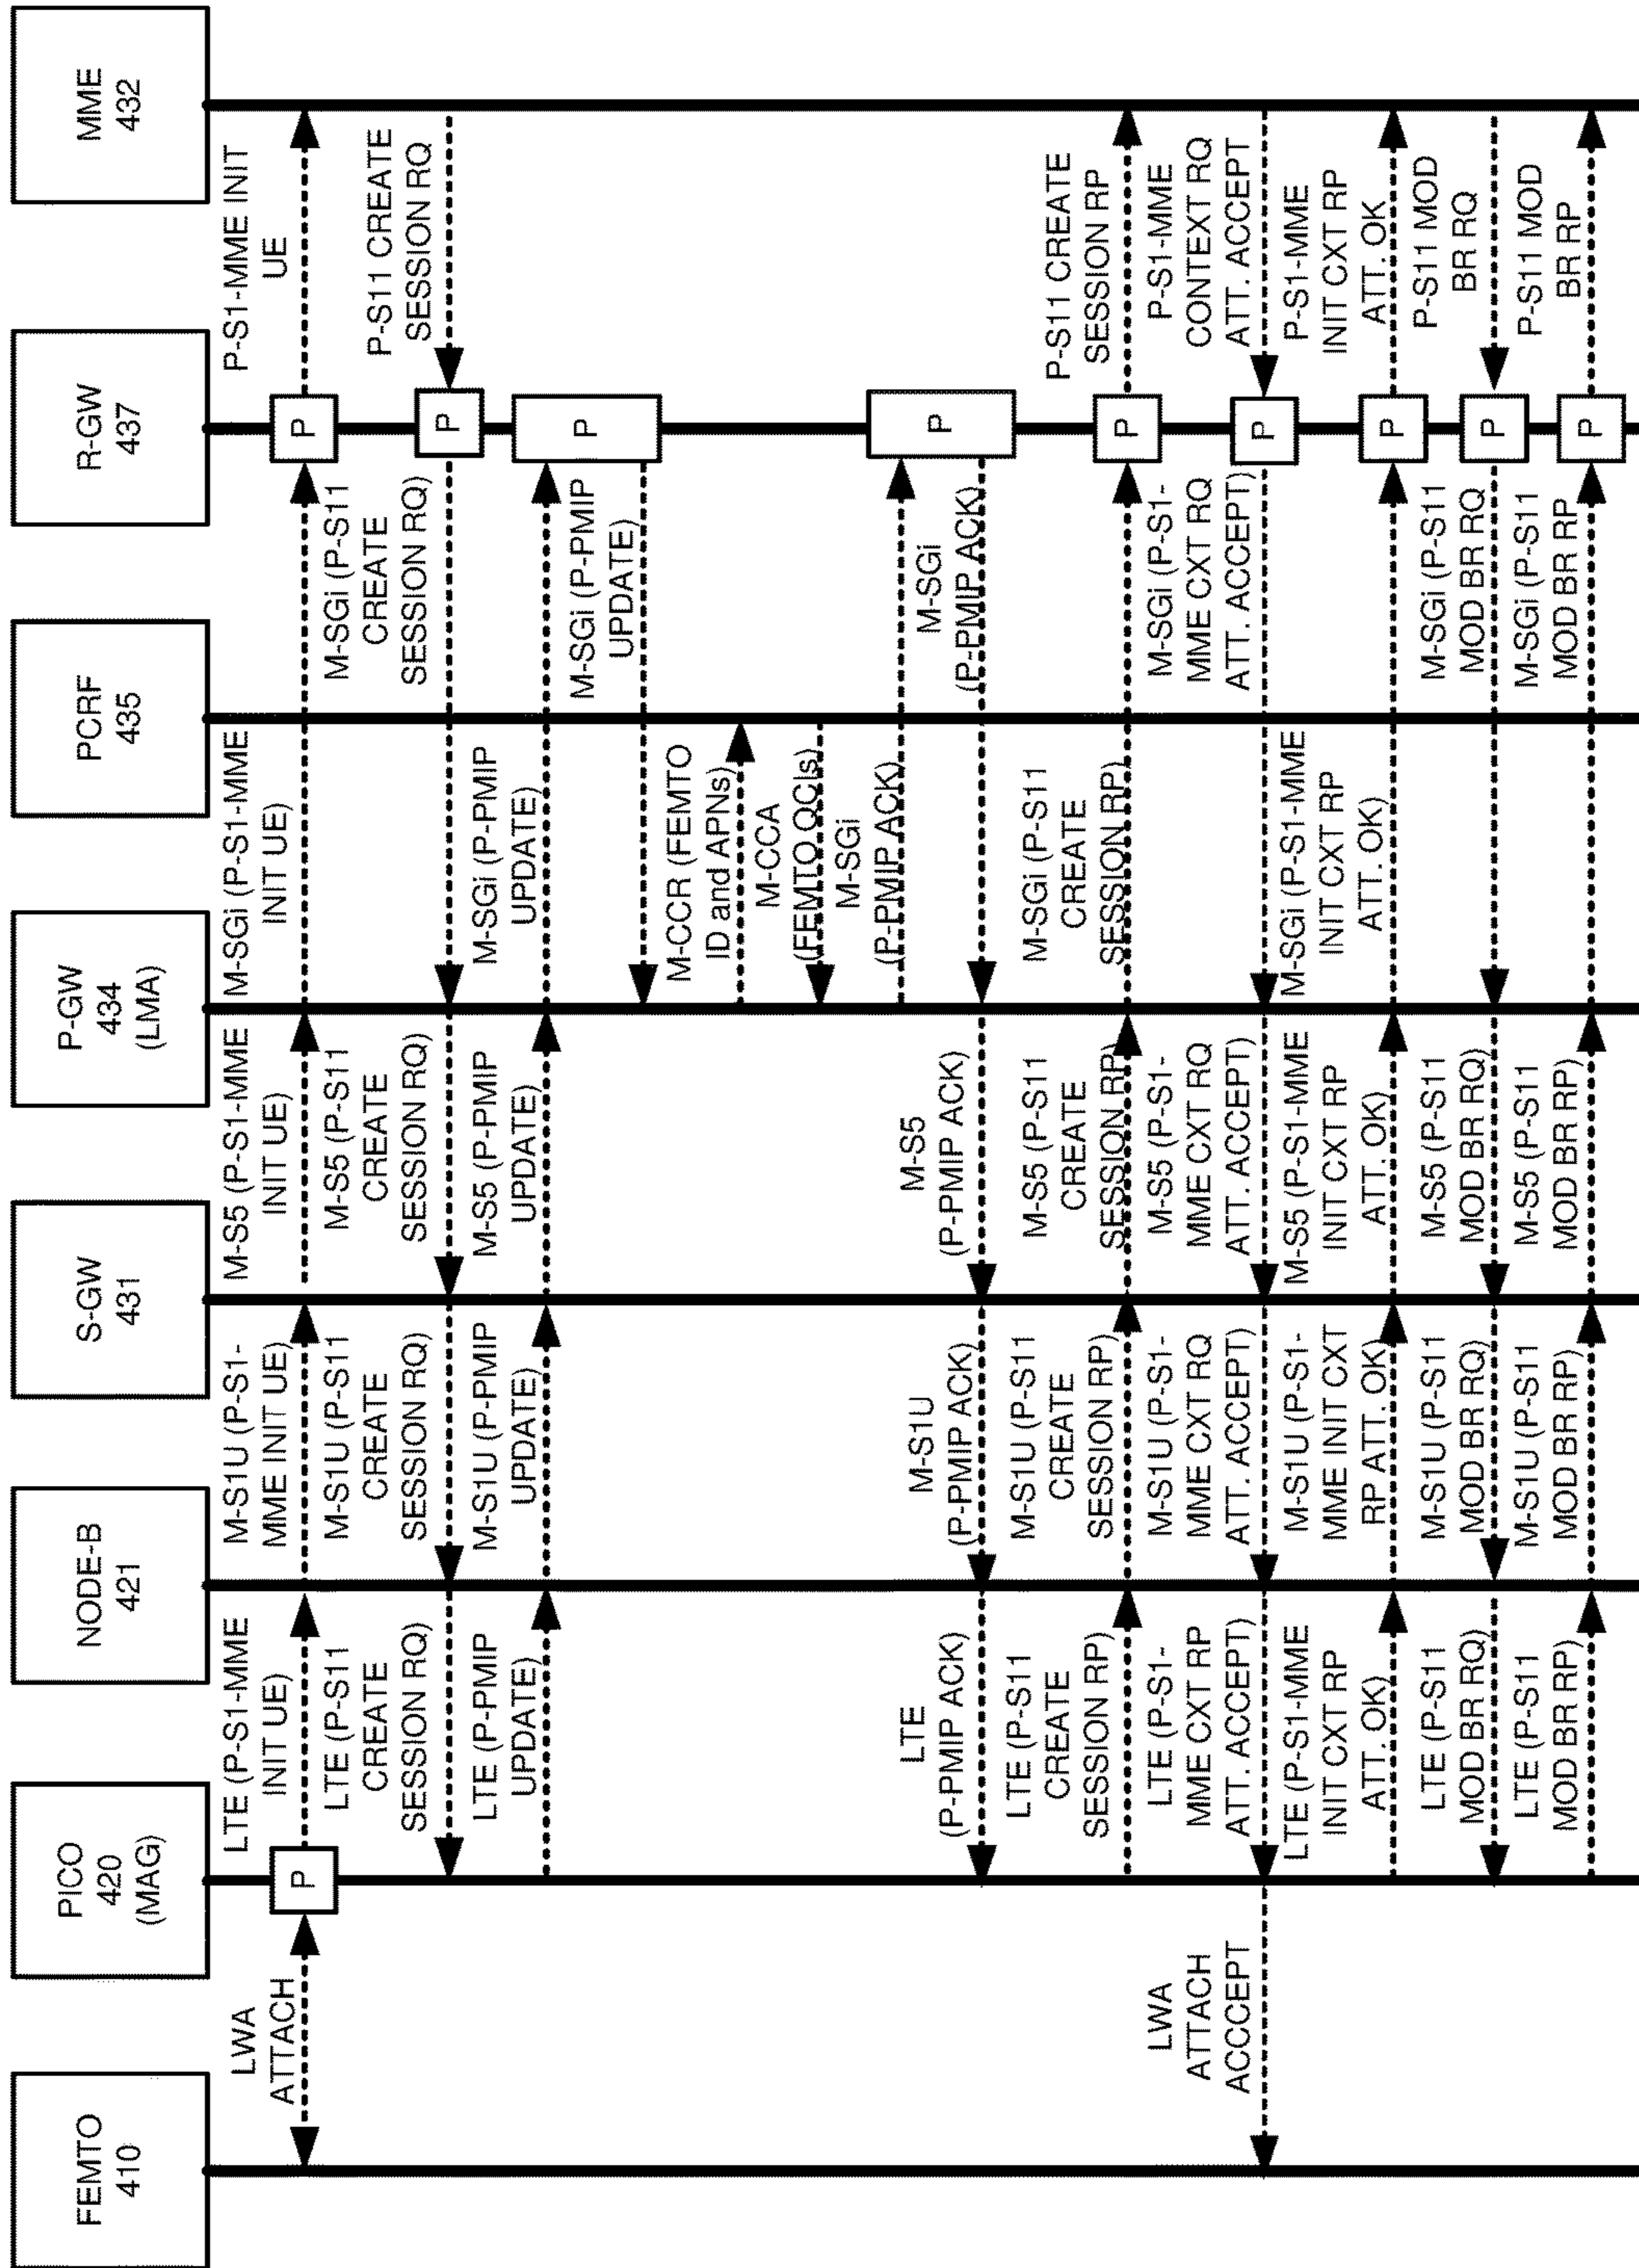 FEMTO
410
PICO
420
(MAG)
NODE-B
421
S-GW
431
P-GW
434
(LMA)
PCRF
435
R-GW
437
MME
432
LWA
ATTACH
P
LTE (P-S1-MME
INIT UE)
M-S1U (P-S1-
MME INIT UE)
M-S5 (P-S1-MME
INIT UE)
M-SGi (P-S1-MME
INIT UE)
P
P-S1-MME INIT
UE
LTE (P-S11
CREATE
SESSION RQ)
M-S1U (P-S11
CREATE
SESSION RQ)
M-S5 (P-S11
CREATE
SESSION RQ)
M-SGi (P-S11
CREATE
SESSION RQ)
P
P-S11 CREATE
SESSION RQ
LTE (P-PMIP
UPDATE)
M-S1U (P-PMIP
UPDATE)
M-S5 (P-PMIP
UPDATE)
M-SGi (P-PMIP
UPDATE)
P
M-SGi (P-PMIP
UPDATE)
M-CCR (FEMTO
ID and APNs)
M-CCA
(FEMTO QCIs)
M-SGi
(P-PMIP ACK)
P
LTE
(P-PMIP ACK)
M-S1U
(P-PMIP ACK)
M-S5
(P-PMIP ACK)
M-SGi
(P-PMIP ACK)
LTE (P-S11
CREATE
SESSION RP)
M-S1U (P-S11
CREATE
SESSION RP)
M-S5 (P-S11
CREATE
SESSION RP)
M-SGi (P-S11
CREATE
SESSION RP)
P
P-S11 CREATE
SESSION RP
LWA
ATTACH
ACCCEPT
LTE (P-S1-
MME CXT RP
ATT. ACCEPT)
M-S1U (P-S1-
MME CXT RQ
ATT. ACCEPT)
M-S5 (P-S1-
MME CXT RQ
ATT. ACCEPT)
M-SGi (P-S1-
MME CXT RQ
ATT. ACCEPT)
P
P-S1-MME
CONTEXT RQ
ATT. ACCEPT
LTE (P-S1-MME
INIT CXT RP
ATT. OK)
M-S1U (P-S1-
MME INIT CXT
RP ATT. OK)
M-S5 (P-S1-MME
INIT CXT RP
ATT. OK)
M-SGi (P-S1-MME
INIT CXT RP
ATT. OK)
P
P-S1-MME
INIT CXT RP
ATT. OK
LTE (P-S11
MOD BR RQ)
M-S1U (P-S11
MOD BR RQ)
M-S5 (P-S11
MOD BR RQ)
M-SGi (P-S11
MOD BR RQ
P
P-S11 MOD
BR RQ
LTE (P-S11
MOD BR RP)
M-S1U (P-S11
MOD BR RP)
M-S5 (P-S11
MOD BR RP)
M-SGi (P-S11
MOD BR RP
P
P-S11 MOD
BR RP